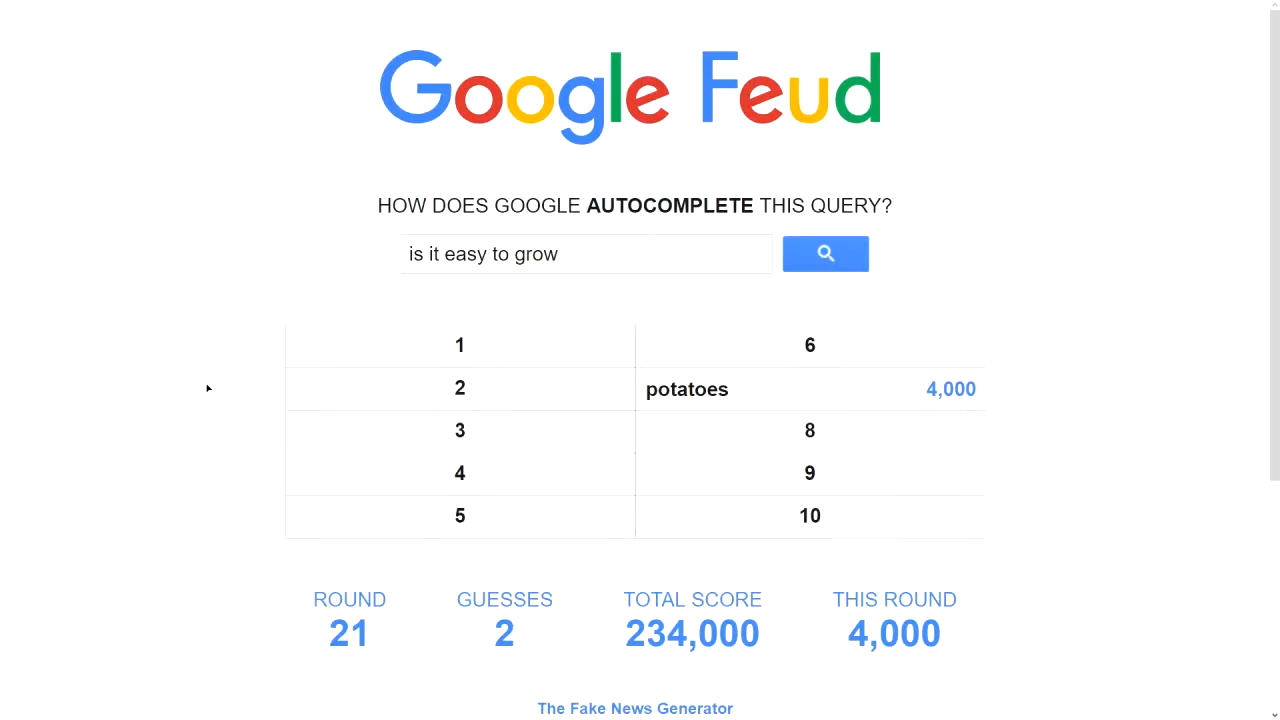 Google Feud
HOW DOES GOOGLE AUTOCOMPLETE THIS QUERY?
is it easy to grow
1
2
3
4
5
6
potatoes 4,000
8
9
10
ROUND GUESSES TOTAL SCORE THIS ROUND
21 2 234,000 4,000
The Fake News Generator